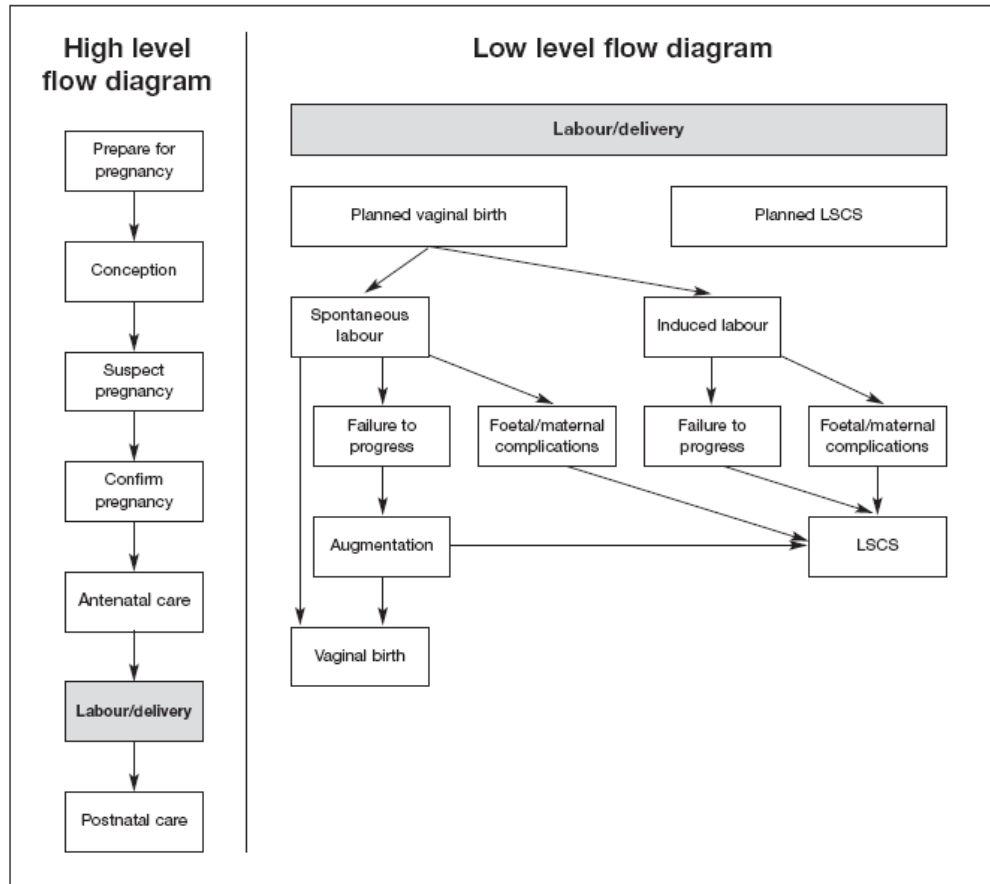 High level
flow diagram
Prepare for
pregnancy
Conception
Suspect
pregnancy
Confirm
pregnancy
Antenatal care
Labour/delivery
Postnatal care
Low level flow diagram
Labour/delivery
Planned vaginal birth
Planned LSCS
Spontaneous
labour
Induced labour
Failure to
progress
Foetal/maternal
complications
Failure to
progress
Foetal/maternal
complications
Augmentation
LSCS
Vaginal birth